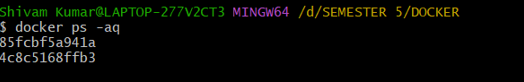 Shivam Kumar@LAPTOP-277V2CT3 MINGW64 /d/SEMESTER 5/DOCKER
$ docker ps -aq
85fcbf5a941a
4c8c5168ffb3